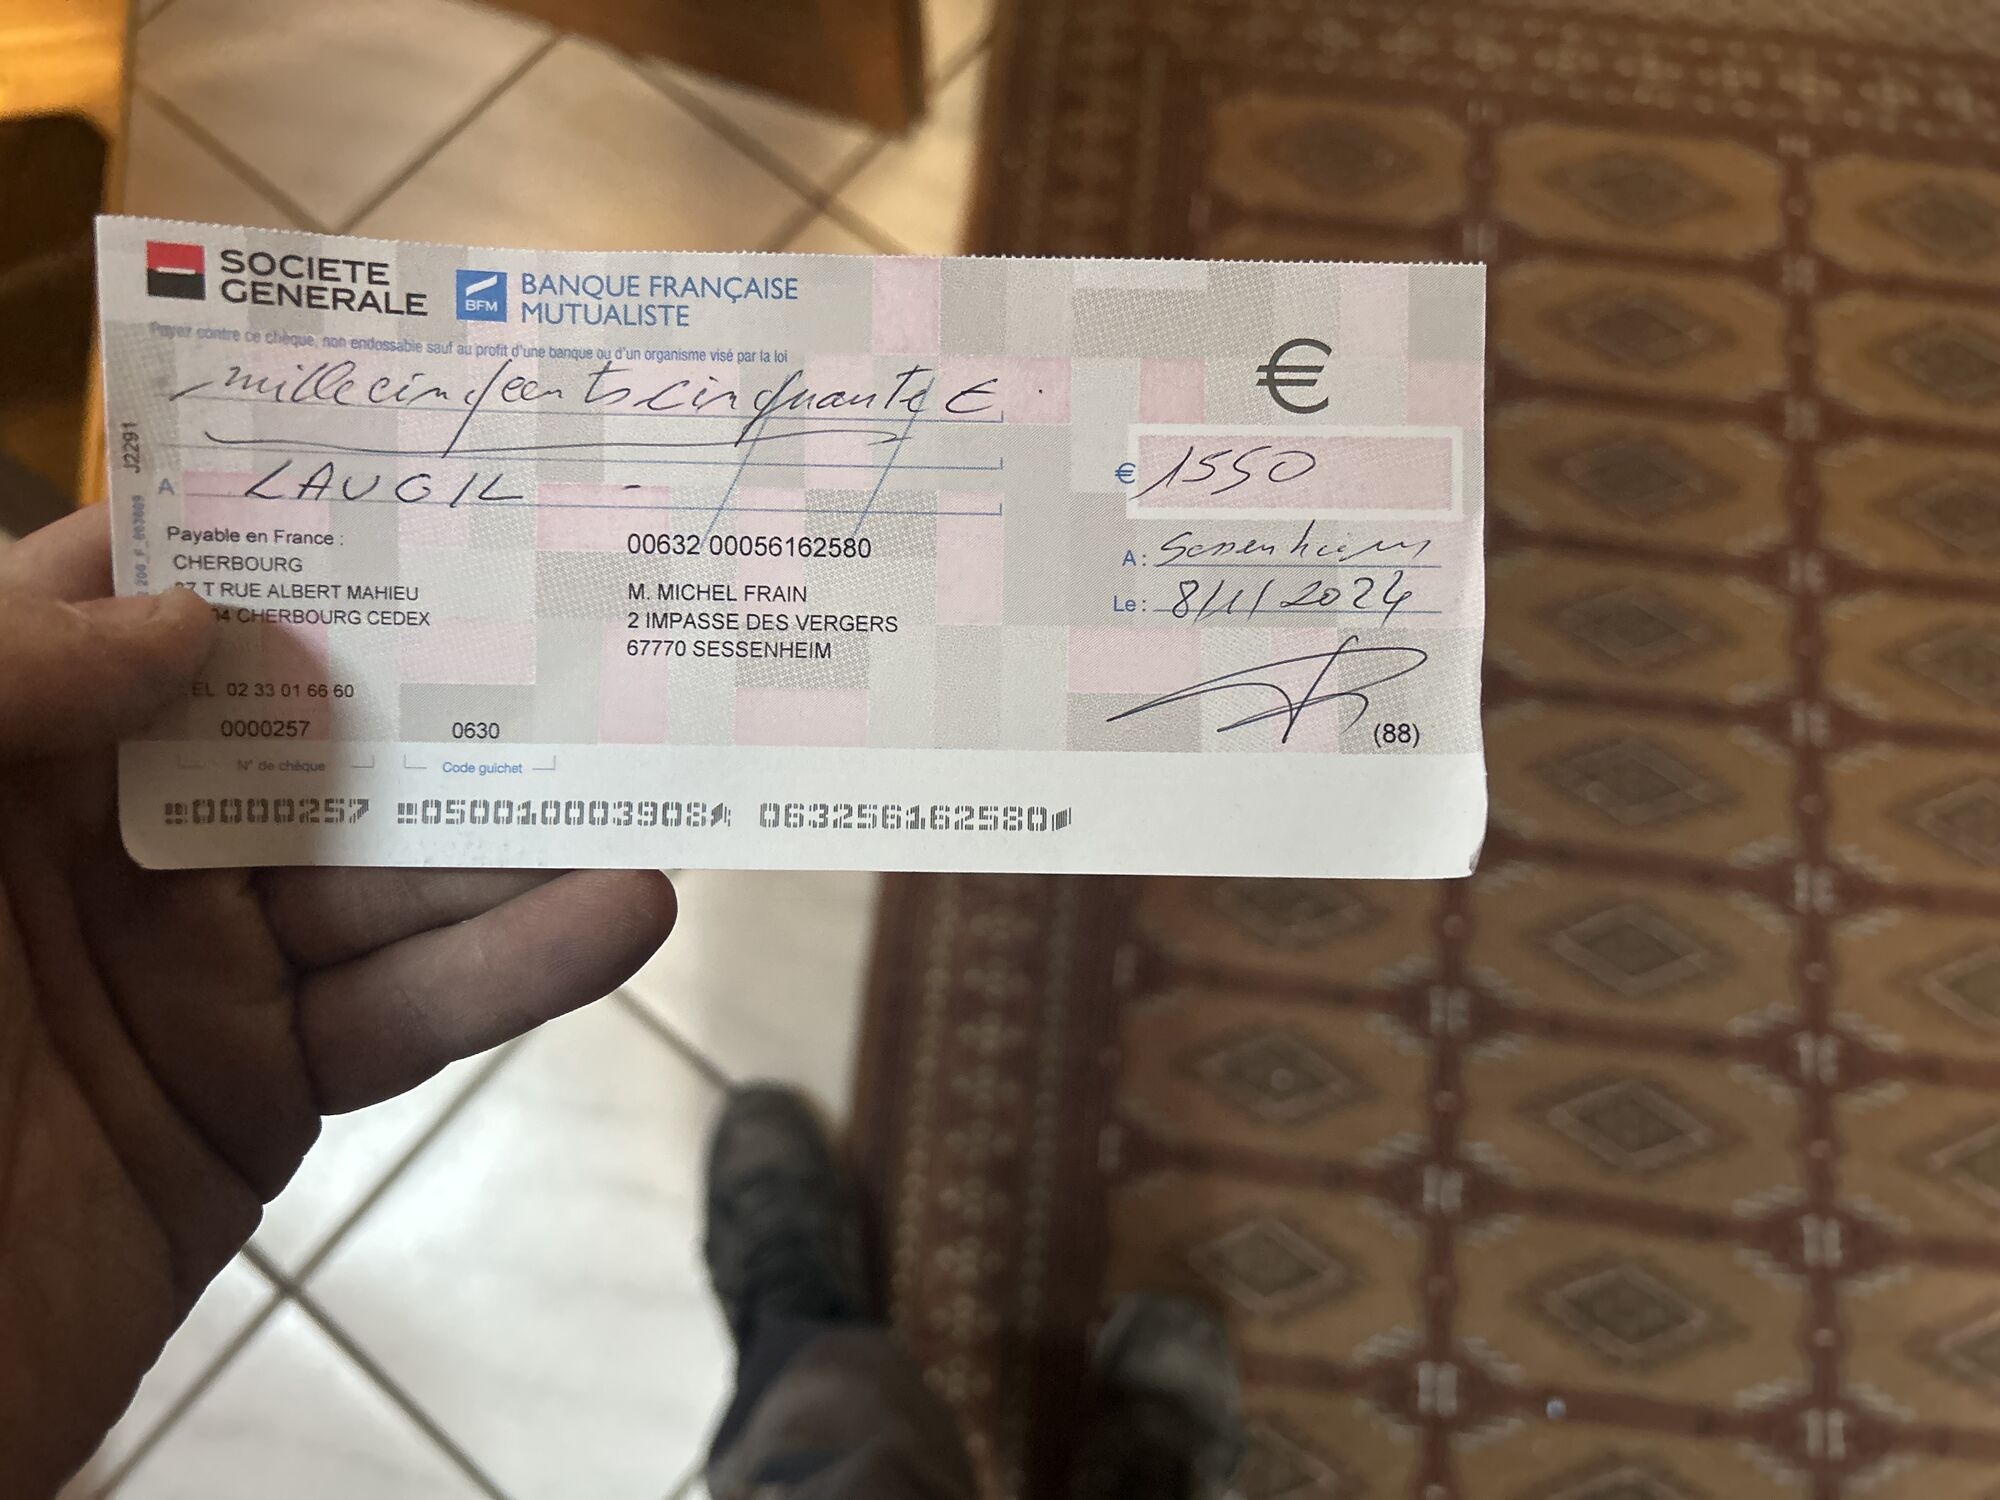 SOCIETE
GENERALE
BFM
BANQUE FRANÇAISE
MUTUALISTE
Payez contre ce chèque, non endossable sauf au profit d'une banque ou d'un organisme visé par la loi
mille cinq cents cinquante €
€
€ 1550
J2291
A LAUGIL -
Payable en France :
CHERBOURG
T RUE ALBERT MAHIEU
CHERBOURG CEDEX
02 33 01 66 60
00632 00056162580
M. MICHEL FRAIN
2 IMPASSE DES VERGERS
67770 SESSENHEIM
A : Sessenheim
Le : 8/11/2024
(88)
0000257
0630
N° de chèque
Code guichet
0000257 050010003908 063256162580